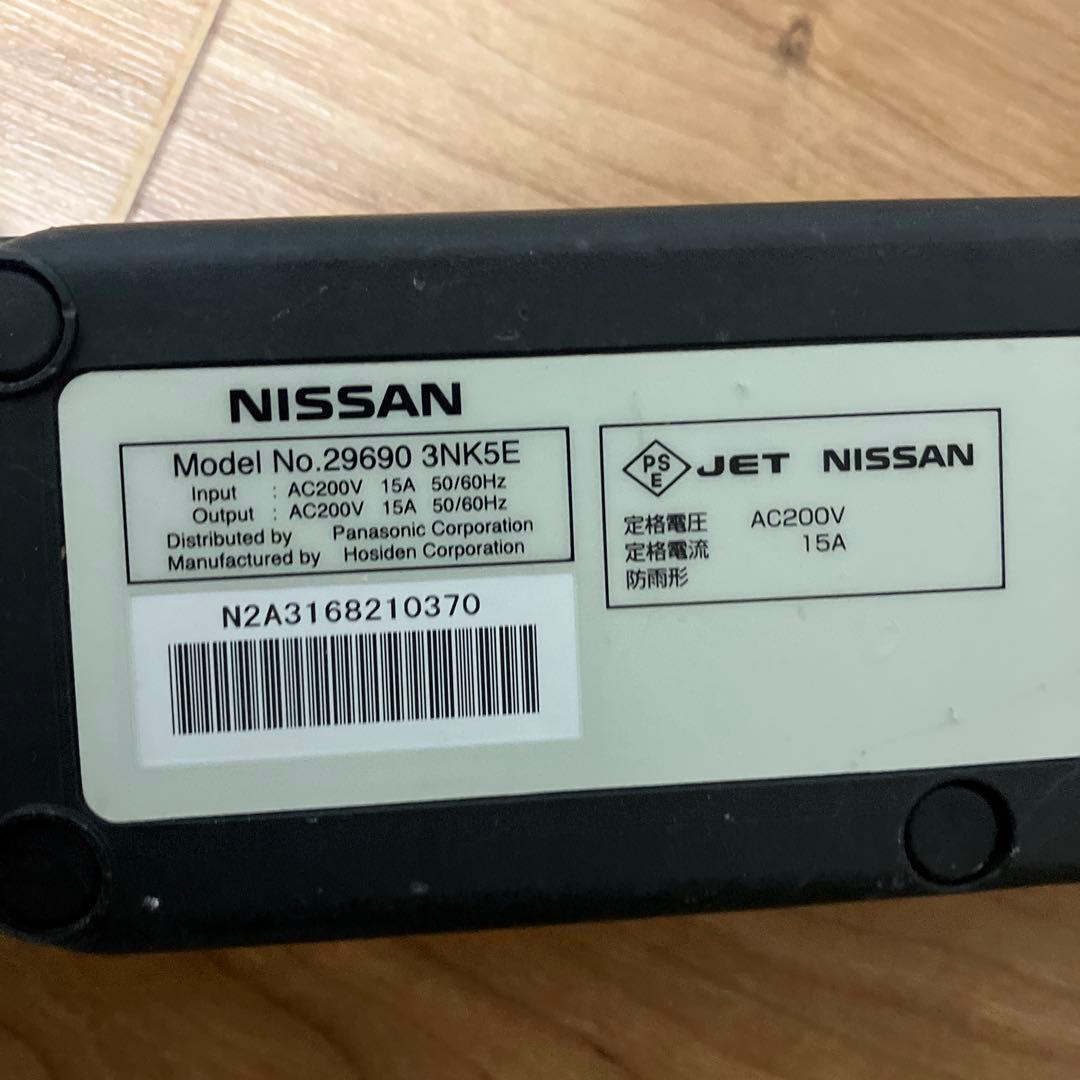 NISSAN
Model No.29690 3NK5E
Input : AC200V 15A 50/60Hz
Output : AC200V 15A 50/60Hz
Distributed by Panasonic Corporation
Manufactured by Hosiden Corporation
N2A3168210370
PS
E
JET NISSAN
定格電圧 AC200V
定格電流 15A
防雨形